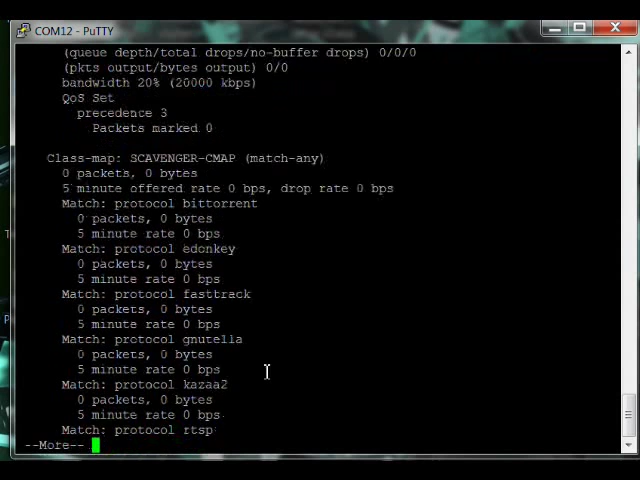 COM12 - PuTTY
(queue depth/total drops/no-buffer drops) 0/0/0
(pkts output/bytes output) 0/0
bandwidth 20% (20000 kbps)
QoS Set
precedence 3
Packets marked 0
Class-map: SCAVENGER-CMAP (match-any)
0 packets, 0 bytes
5 minute offered rate 0 bps, drop rate 0 bps
Match: protocol bittorrent
0 packets, 0 bytes
5 minute rate 0 bps
Match: protocol edonkey
0 packets, 0 bytes
5 minute rate 0 bps
Match: protocol fasttrack
0 packets, 0 bytes
5 minute rate 0 bps
Match: protocol gnutella
0 packets, 0 bytes
5 minute rate 0 bps
Match: protocol kazaa2
0 packets, 0 bytes
5 minute rate 0 bps
Match: protocol rtsp
--More--